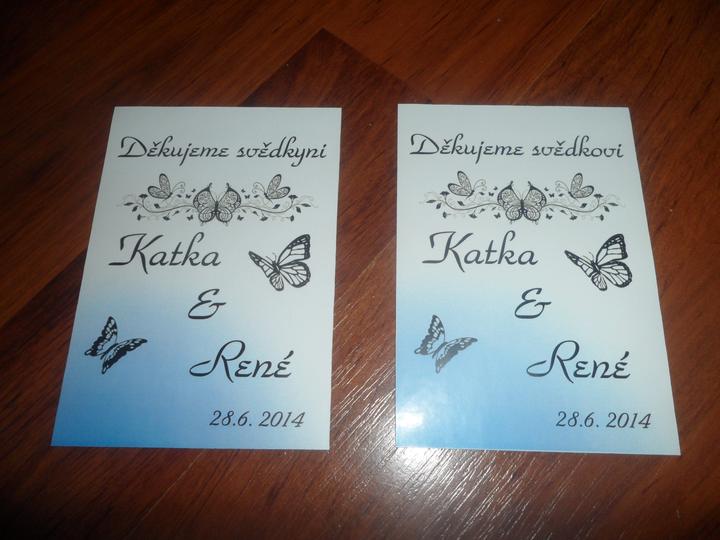 Děkujeme svědkyni
Katka
&
René
28.6. 2014
Děkujeme svědkovi
Katka
&
René
28.6. 2014